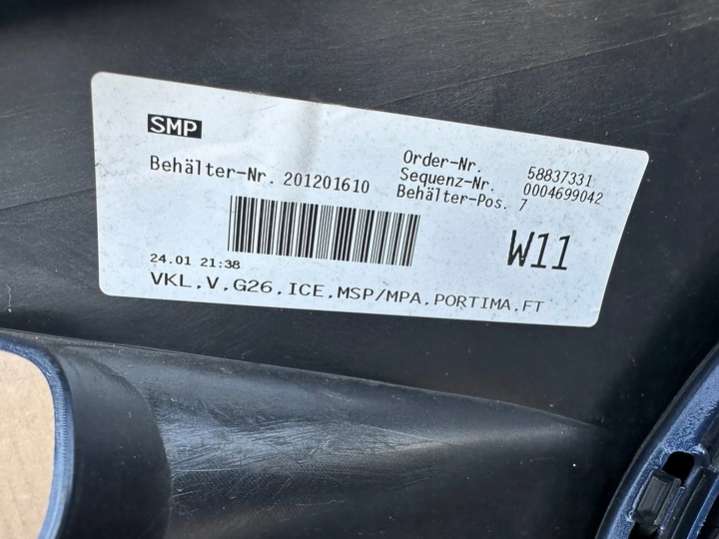 SMP
Behälter-Nr. 201201610
Order-Nr. 58837331
Sequenz-Nr. 0004699042
Behälter-Pos. 7
W11
24.01 21:38
VKL.V.G26.ICE.MSP/MPA.PORTIMA.FT